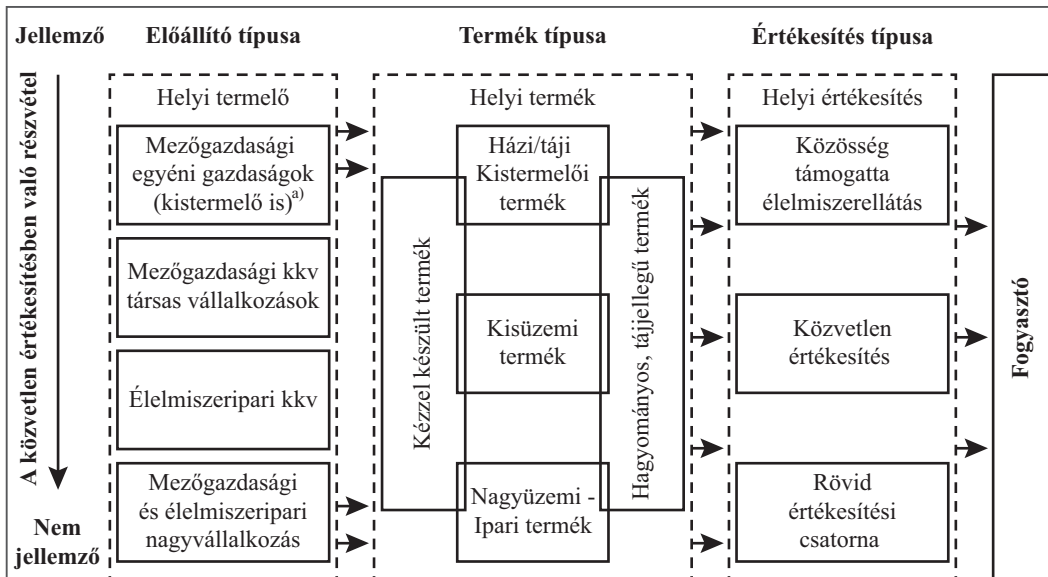 Jellemző
Előállító típusa
Termék típusa
Értékesítés típusa
A közvetlen értékesítésben való részvétel
Nem
jellemző
Helyi termelő
Mezőgazdasági
egyéni gazdaságok
(kistermelő is)a)
Mezőgazdasági kkv
társas vállalkozások
Élelmiszeripari kkv
Mezőgazdasági
és élelmiszeripari
nagyvállalkozás
Helyi termék
Kézzel készült termék
Házi/táji
Kistermelői
termék
Kisüzemi
termék
Nagyüzemi -
Ipari termék
Hagyományos, tájjellegű termék
Helyi értékesítés
Közösség
támogatta
élelmiszerellátás
Közvetlen
értékesítés
Rövid
értékesítési
csatorna
Fogyasztó